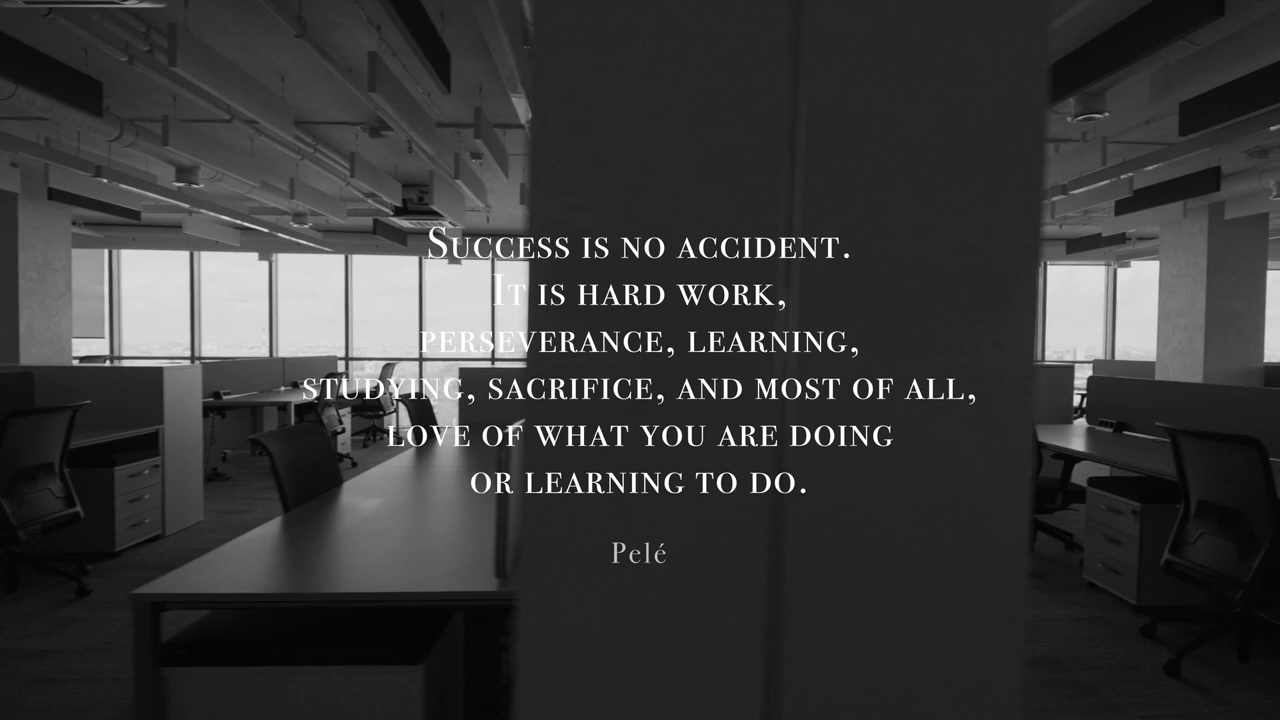 Success is no accident.
It is hard work,
perseverance, learning,
studying, sacrifice, and most of all,
love of what you are doing
or learning to do.
Pelé